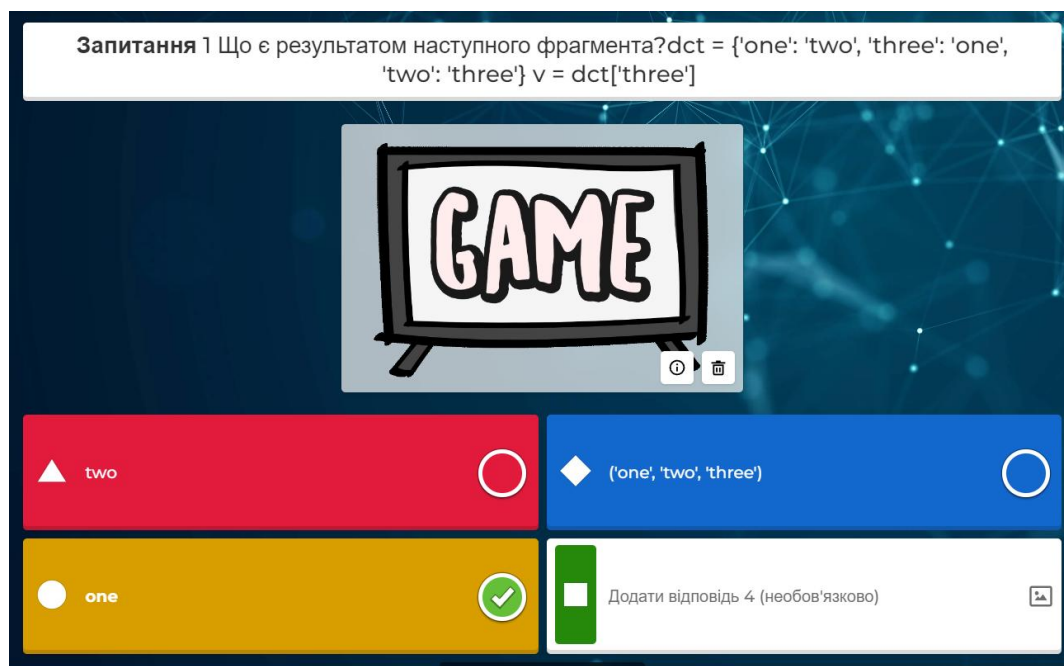 Запитання 1 Що є результатом наступного фрагмента?dct = {'one': 'two', 'three': 'one',
'two': 'three'} v = dct['three']
GAME
two
('one', 'two', 'three')
one
Додати відповідь 4 (необов'язково)